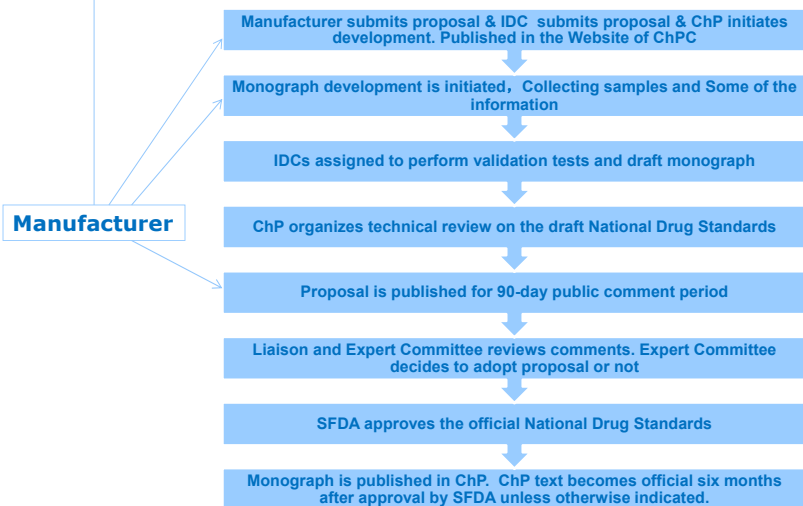 Manufacturer submits proposal & IDC  submits proposal & ChP initiates
development. Published in the Website of ChPC
Monograph development is initiated，Collecting samples and Some of the
information
IDCs assigned to perform validation tests and draft monograph
Manufacturer
ChP organizes technical review on the draft National Drug Standards
Proposal is published for 90-day public comment period
Liaison and Expert Committee reviews comments. Expert Committee
decides to adopt proposal or not
SFDA approves the official National Drug Standards
Monograph is published in ChP.  ChP text becomes official six months
after approval by SFDA unless otherwise indicated.